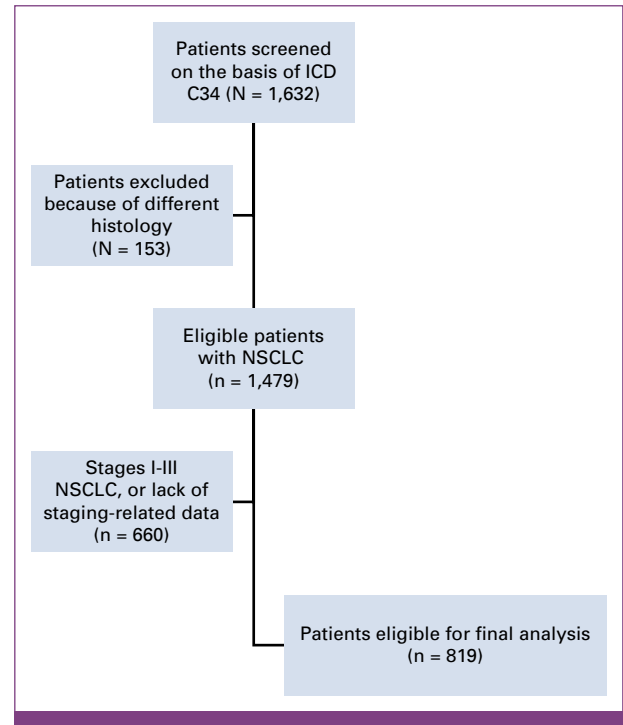 Patients screened
on the basis of ICD
C34 (N = 1,632)
Patients excluded
because of different
histology
(N = 153)
Eligible patients
with NSCLC
(n = 1,479)
Stages I-III
NSCLC, or lack of
staging-related data
(n = 660)
Patients eligible for final analysis
(n = 819)